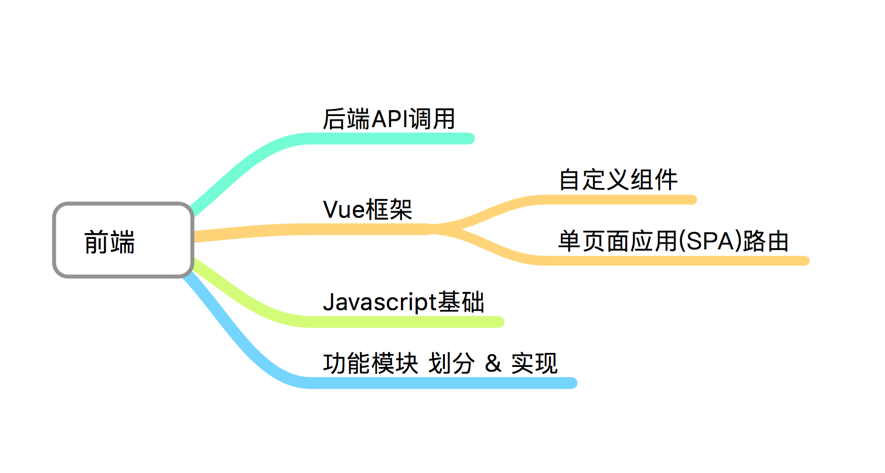 后端API调用
自定义组件
Vue框架
前端
单页面应用(SPA)路由
Javascript基础
功能模块 划分 & 实现